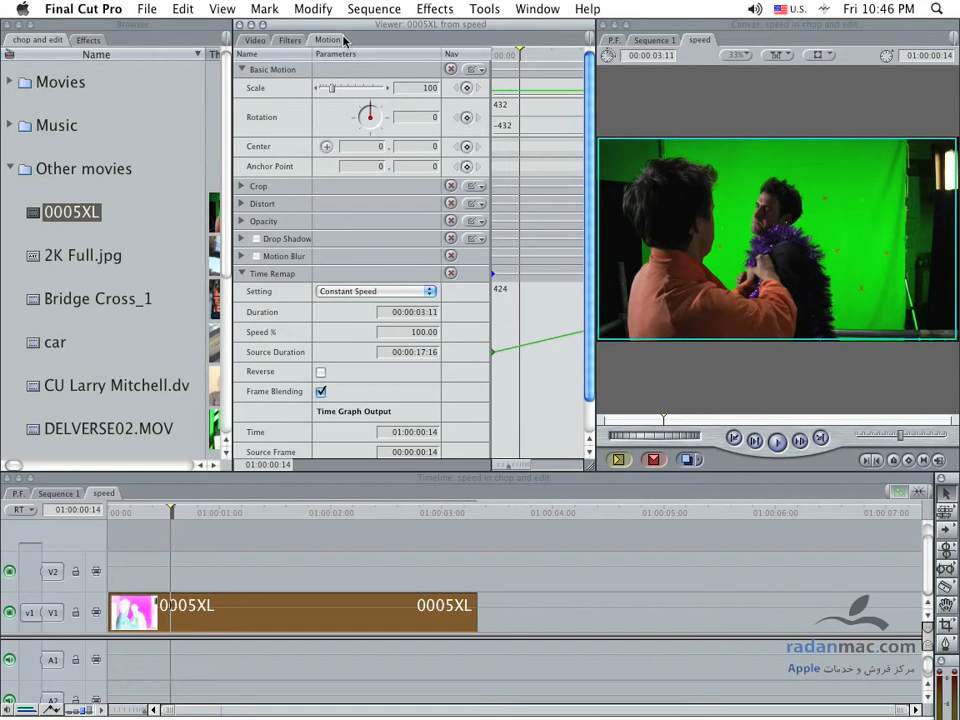 Final Cut Pro File Edit View Mark Modify Sequence Effects Tools Window Help U.S. Fri 10:46 PM
Browser
chop and edit Effects
Name
Movies
Music
Other movies
0005XL
2K Full.jpg
Bridge Cross_1
car
CU Larry Mitchell.dv
DELVERSE02.MOV
Viewer: 0005XL from speed
Video Filters Motion
Name Parameters Nav 00:00
Basic Motion
Scale 100
432
Rotation 0
-432
Center 0 , 0
Anchor Point 0 , 0
Crop
Distort
Opacity
Drop Shadow
Motion Blur
Time Remap
Setting Constant Speed 424
Duration 00:00:03:11
Speed % 100.00
Source Duration 00:00:17:16
Reverse
Frame Blending
Time Graph Output
Time 01:00:00:14
Source Frame 00:00:00:14
01:00:00:14
Canvas: speed in chop and edit
P.F. Sequence 1 speed
00:00:03:11 33% 01:00:00:14
Timeline: speed in chop and edit
P.F. Sequence 1 speed
RT 01:00:00:14 00:00 01:00:01:00 01:00:02:00 01:00:03:00 01:00:04:00 01:00:05:00 01:00:06:00 01:00:07:00
V2
v1 V1 0005XL 0005XL
A1
A2
radanmac.com
مرکز فروش و خدمات Apple